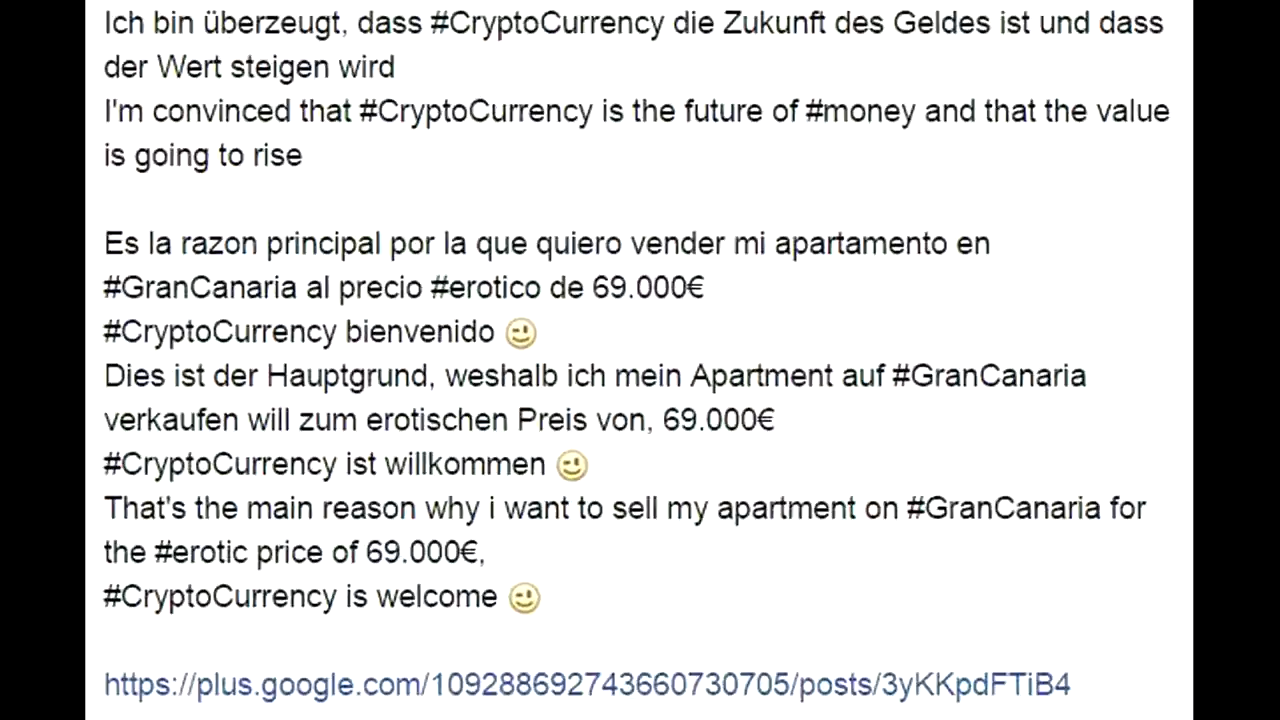 Ich bin überzeugt, dass #CryptoCurrency die Zukunft des Geldes ist und dass
der Wert steigen wird
I'm convinced that #CryptoCurrency is the future of #money and that the value
is going to rise
Es la razon principal por la que quiero vender mi apartamento en
#GranCanaria al precio #erotico de 69.000€
#CryptoCurrency bienvenido 😉
Dies ist der Hauptgrund, weshalb ich mein Apartment auf #GranCanaria
verkaufen will zum erotischen Preis von, 69.000€
#CryptoCurrency ist willkommen 😉
That's the main reason why i want to sell my apartment on #GranCanaria for
the #erotic price of 69.000€,
#CryptoCurrency is welcome 😉
https://plus.google.com/109288692743660730705/posts/3yKKpdFTiB4